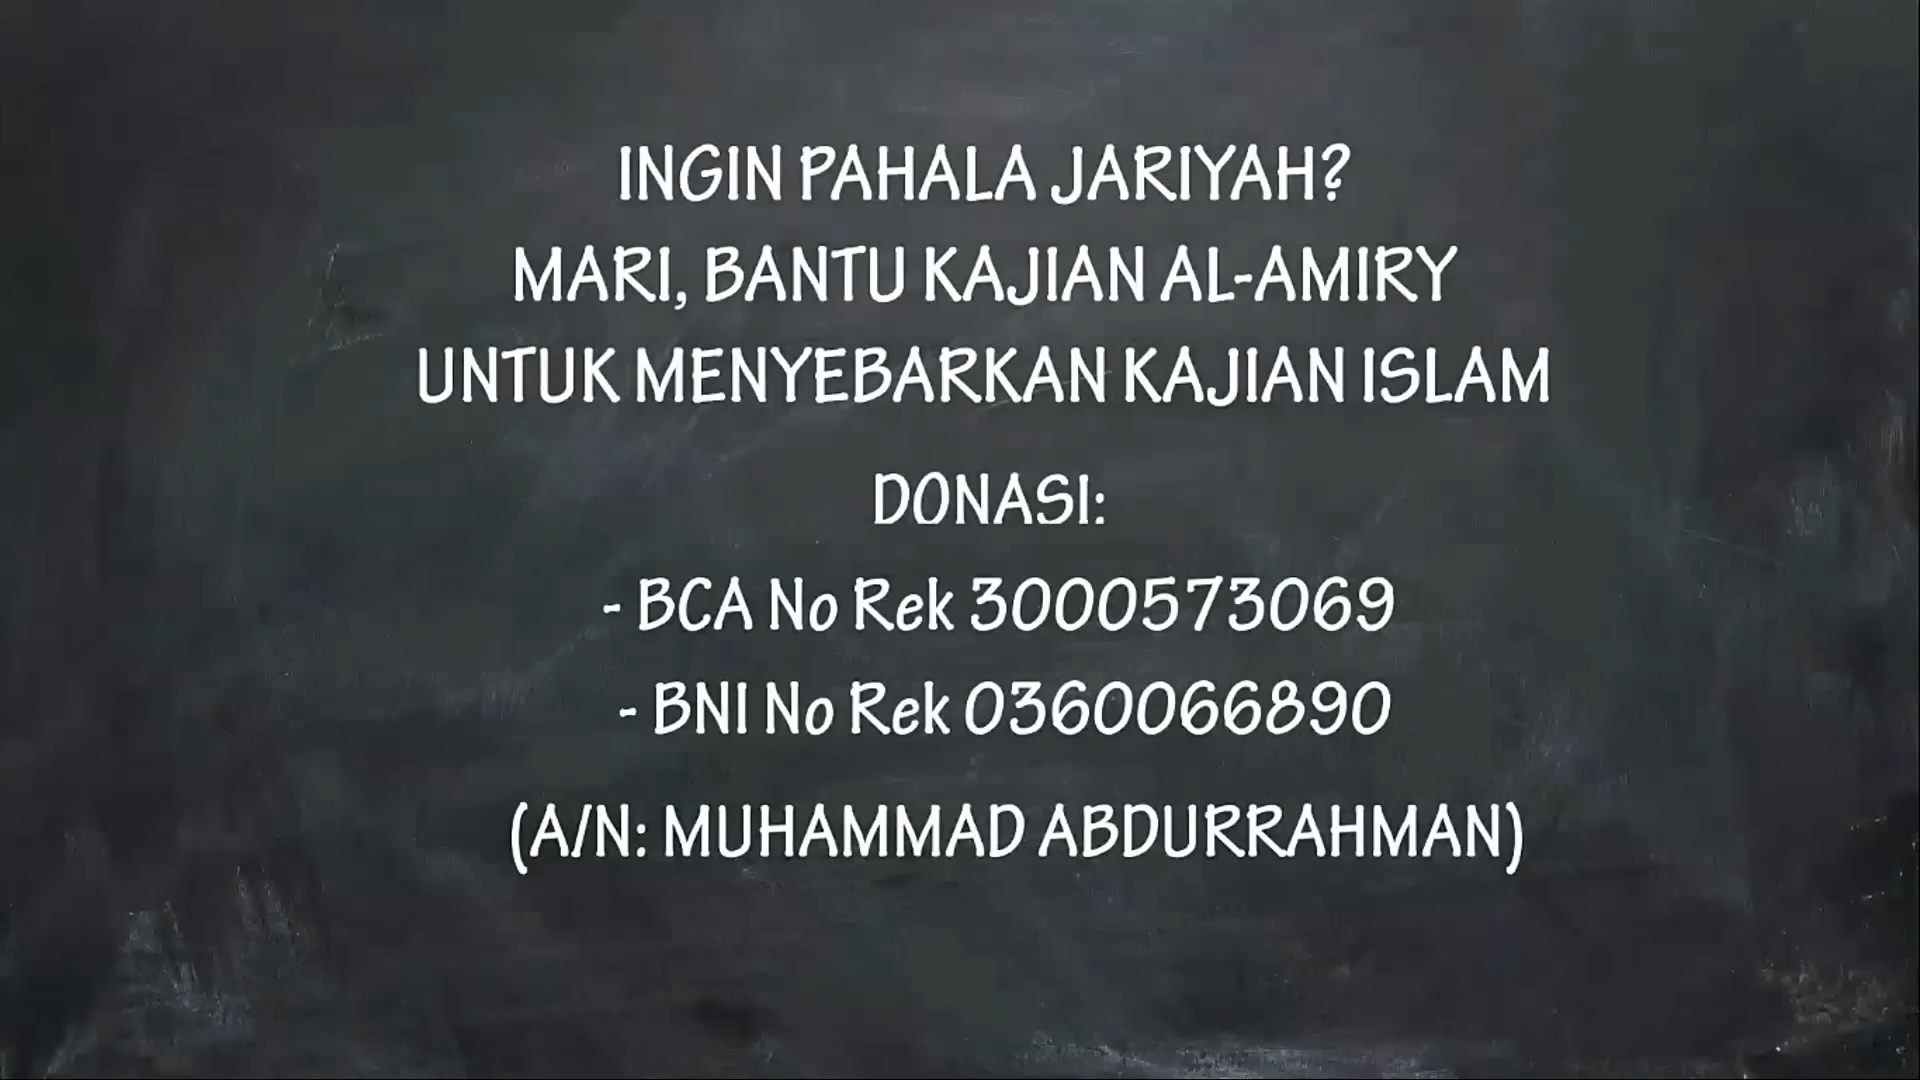 INGIN PAHALA JARIYAH?
MARI, BANTU KAJIAN AL-AMIRY
UNTUK MENYEBARKAN KAJIAN ISLAM
DONASI:
- BCA No Rek 3000573069
- BNI No Rek 0360066890
(A/N: MUHAMMAD ABDURRAHMAN)